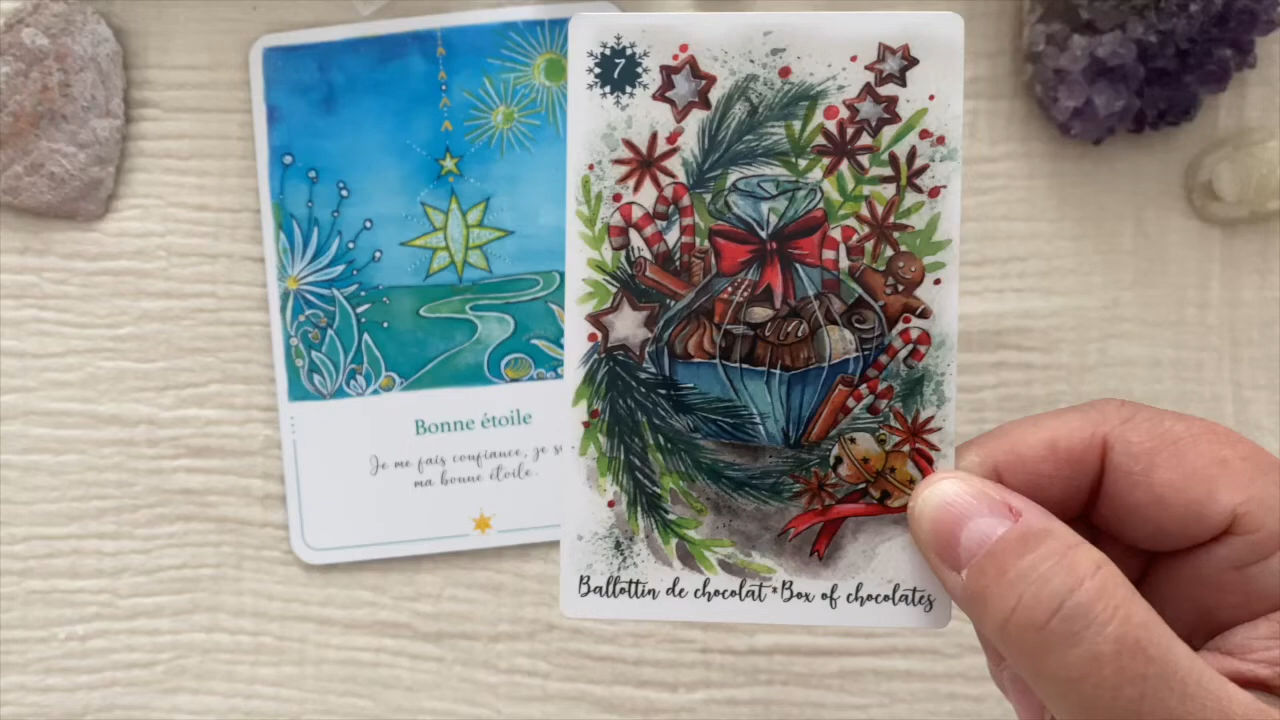 Bonne étoile
Je me fais confiance, je
ma bonne étoile.
7
Ballottin de chocolat * Box of chocolates